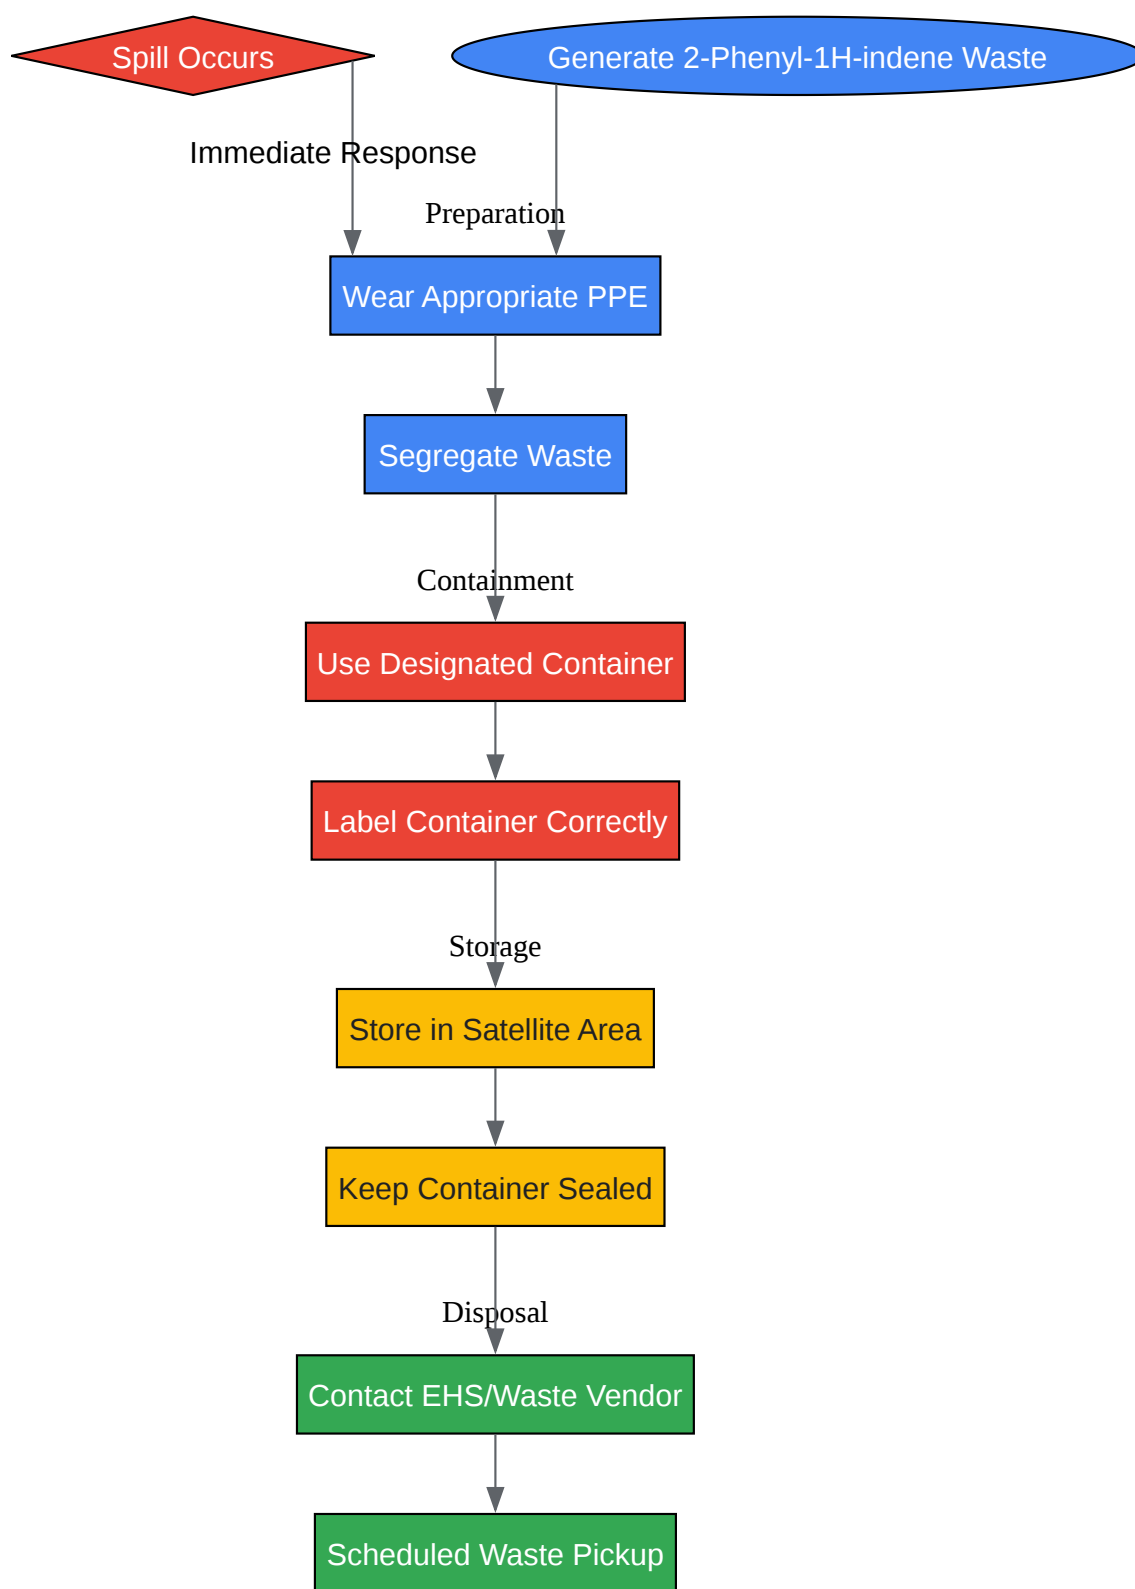 Spill Occurs
Generate 2-Phenyl-1H-indene Waste
Immediate Response
Preparation
Wear Appropriate PPE
Segregate Waste
Containment
Use Designated Container
Label Container Correctly
Storage
Store in Satellite Area
Keep Container Sealed
Disposal
Contact EHS/Waste Vendor
Scheduled Waste Pickup